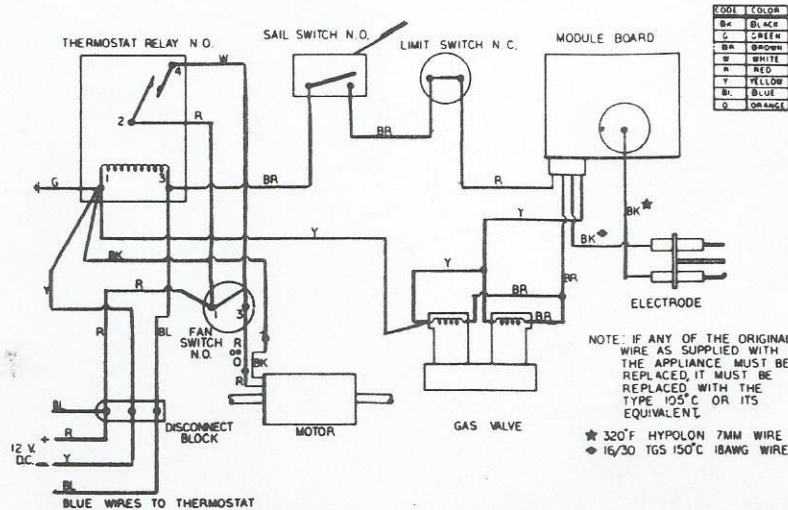 CODE COLOR
BK BLACK
G GREEN
BR BROWN
W WHITE
R RED
Y YELLOW
BL BLUE
O ORANGE
THERMOSTAT RELAY N.O.
SAIL SWITCH N.O.
LIMIT SWITCH N.C.
MODULE BOARD
4
W
2
R
BR
1
3
G
BR
R
Y
BK
BK
Y
Y
BK
Y
R
BR
BR
BR
ELECTRODE
R
BL
1
3
FAN
SWITCH
N.O.
R
OR
O
BK
R
DISCONNECT
BLOCK
MOTOR
GAS VALVE
BL
+ R
12 V.
D.C.
- Y
BL
BLUE WIRES TO THERMOSTAT
NOTE: IF ANY OF THE ORIGINAL
WIRE AS SUPPLIED WITH
THE APPLIANCE MUST BE
REPLACED, IT MUST BE
REPLACED WITH THE
TYPE 105°C OR ITS
EQUIVALENT.
★ 320°F HYPOLON 7MM WIRE
◆ 16/30 TGS 150°C 18AWG WIRE